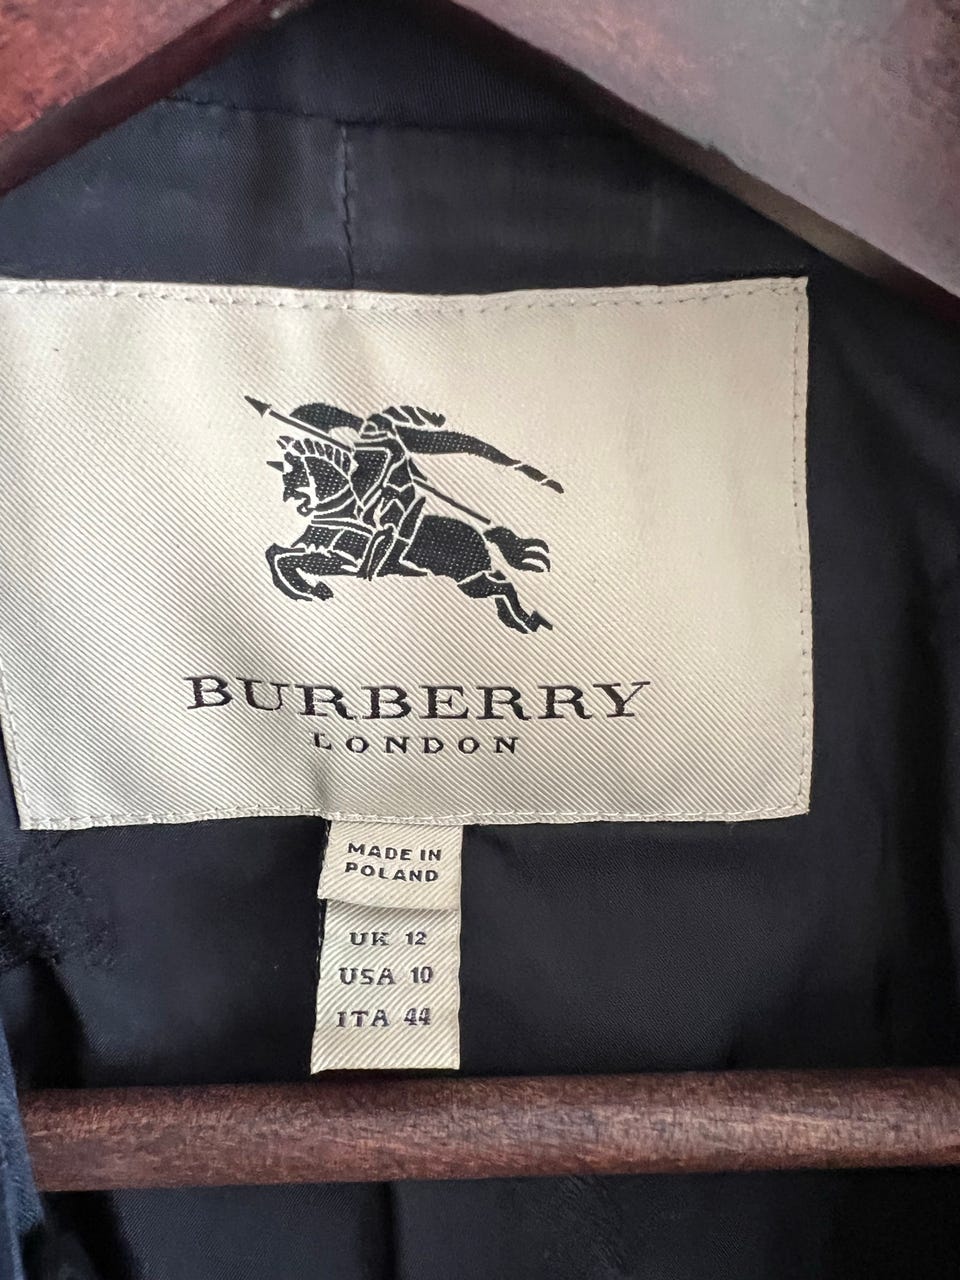 BURBERRY
LONDON
MADE IN
POLAND
UK 12
USA 10
ITA 44